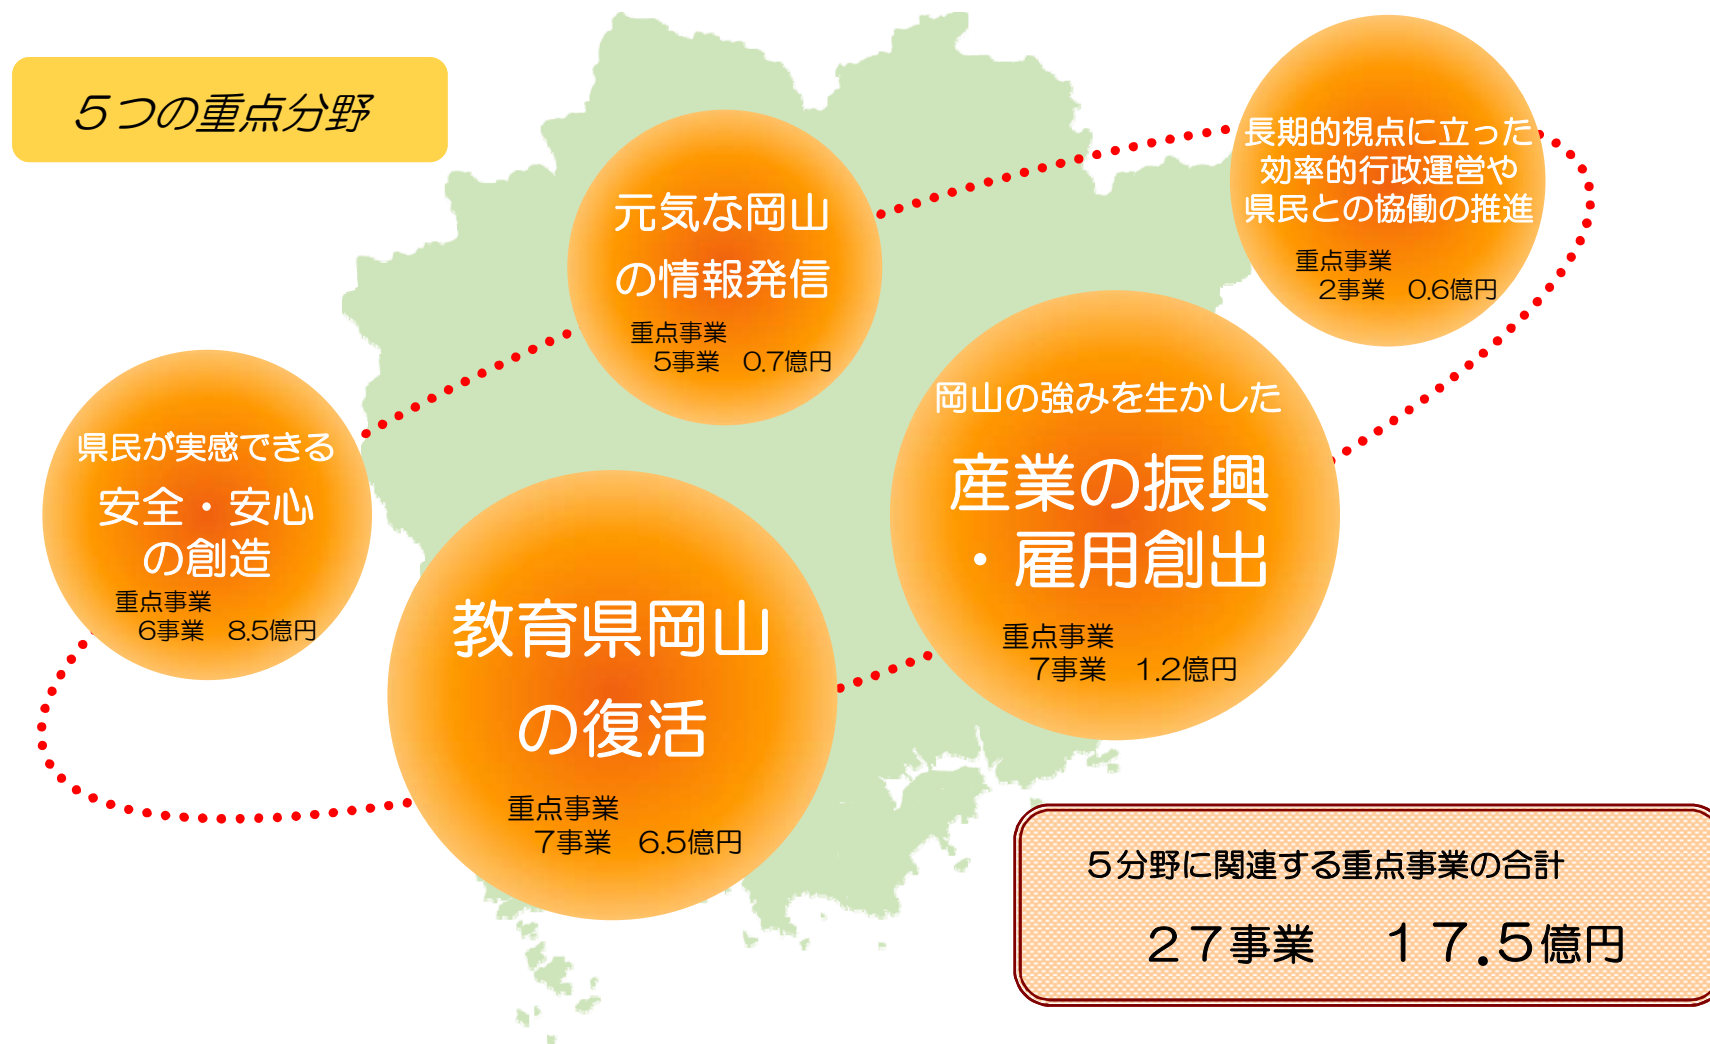 ５つの重点分野
元気な岡山
の情報発信
重点事業
5事業　0.7億円
長期的視点に立った
効率的行政運営や
県民との協働の推進
重点事業
2事業　0.6億円
県民が実感できる
安全・安心
の創造
重点事業
6事業　8.5億円
岡山の強みを生かした
産業の振興
・雇用創出
重点事業
7事業　1.2億円
教育県岡山
の復活
重点事業
7事業　6.5億円
５分野に関連する重点事業の合計
２７事業　１７．５億円